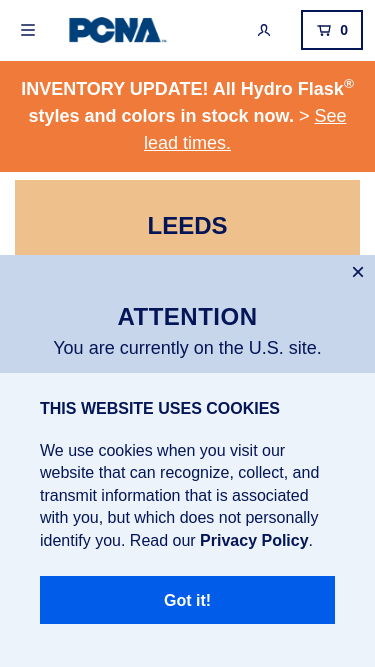 PCNA
0
INVENTORY UPDATE! All Hydro Flask®
styles and colors in stock now. > See
lead times.
LEEDS
×
ATTENTION
You are currently on the U.S. site.
THIS WEBSITE USES COOKIES
We use cookies when you visit our
website that can recognize, collect, and
transmit information that is associated
with you, but which does not personally
identify you. Read our Privacy Policy.
Got it!